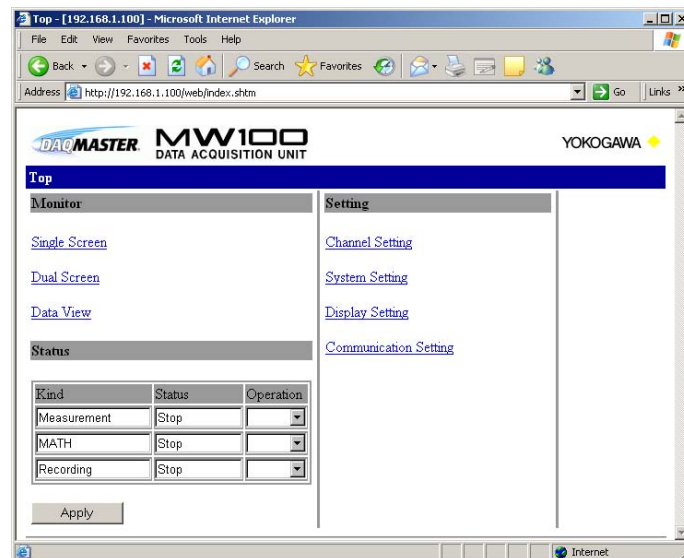 Top - [192.168.1.100] - Microsoft Internet Explorer
File Edit View Favorites Tools Help
Back Search Favorites
Address http://192.168.1.100/web/index.shtm Go Links »
DAQMASTER MW100 DATA ACQUISITION UNIT YOKOGAWA
Top
Monitor
Single Screen
Dual Screen
Data View
Status
Kind Status Operation
Measurement Stop
MATH Stop
Recording Stop
Apply
Setting
Channel Setting
System Setting
Display Setting
Communication Setting
Internet